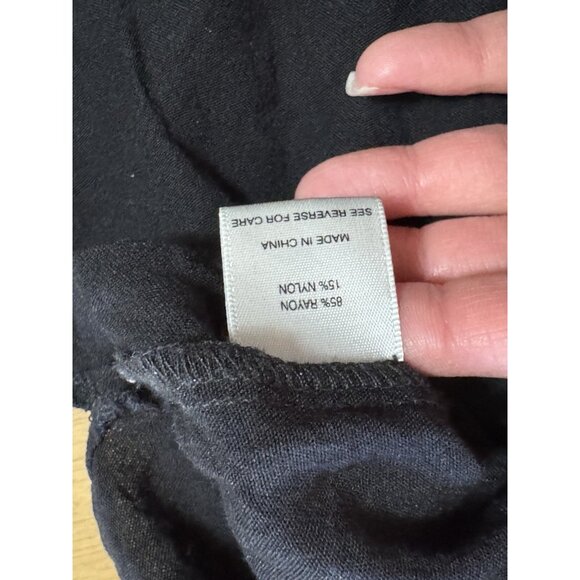 85% RAYON
15% NYLON
MADE IN CHINA
SEE REVERSE FOR CARE